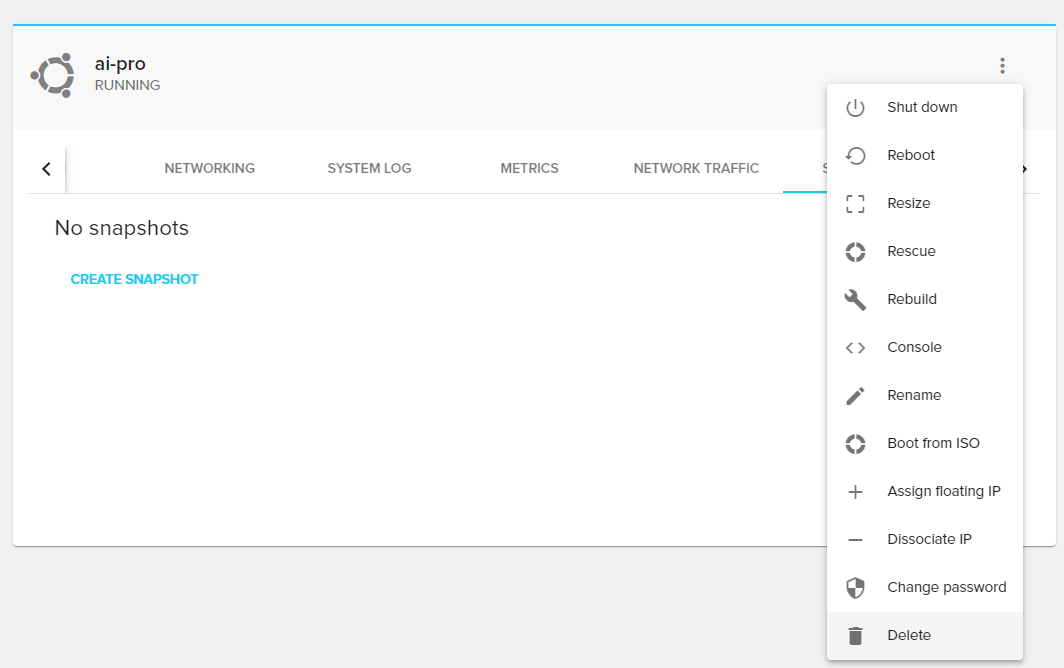 ai-pro
RUNNING
NETWORKING
SYSTEM LOG
METRICS
NETWORK TRAFFIC
No snapshots
CREATE SNAPSHOT
Shut down
Reboot
Resize
Rescue
Rebuild
Console
Rename
Boot from ISO
Assign floating IP
Dissociate IP
Change password
Delete